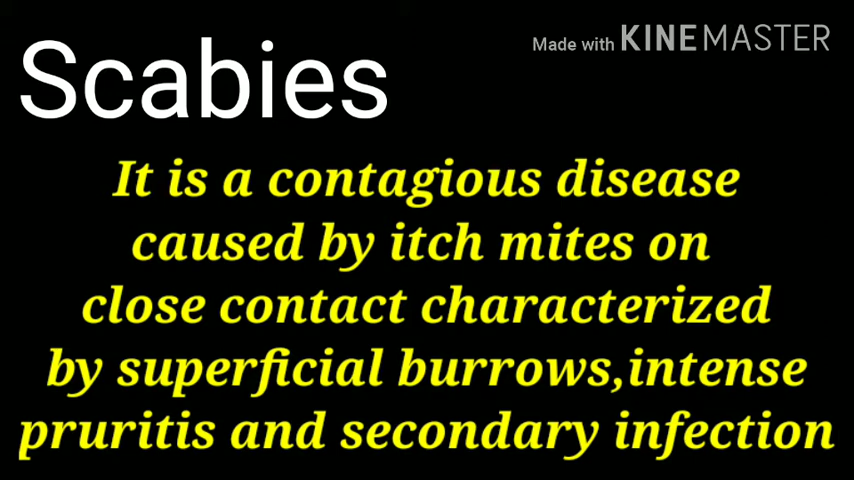 Made with KINEMASTER
Scabies
It is a contagious disease
caused by itch mites on
close contact characterized
by superficial burrows,intense
pruritis and secondary infection